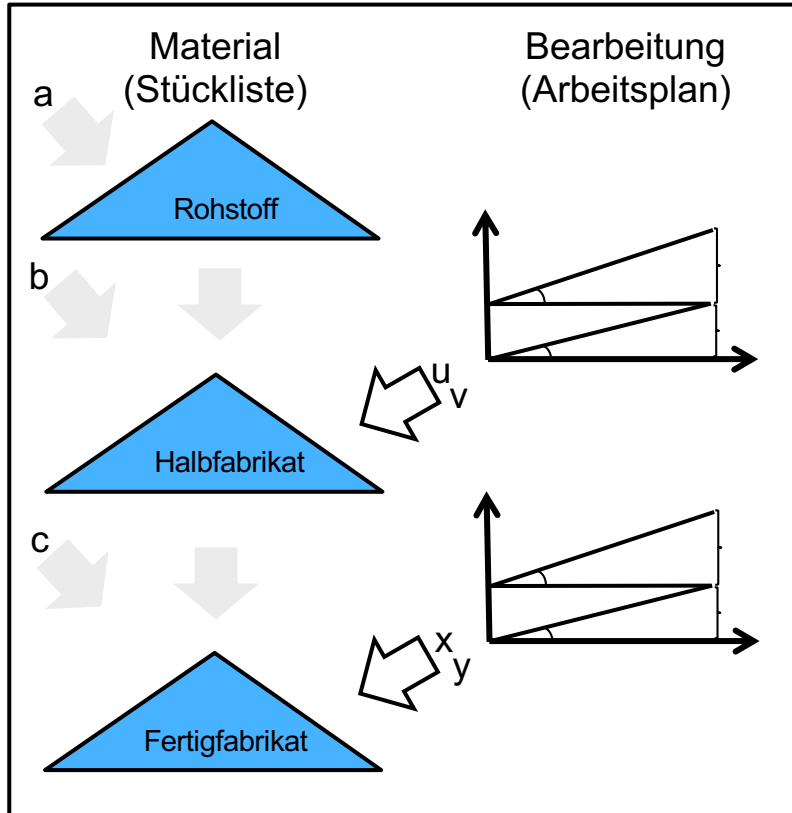 Material
(Stückliste)
Bearbeitung
(Arbeitsplan)
a
Rohstoff
b
u
v
Halbfabrikat
c
x
y
Fertigfabrikat